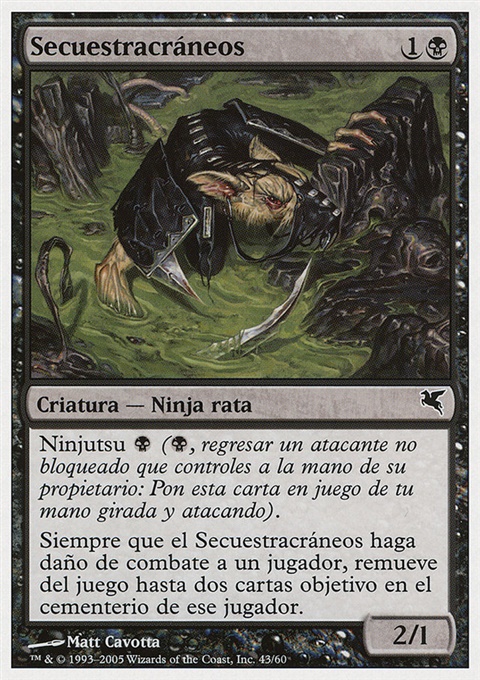 Secuestracráneos 1
Criatura — Ninja rata
Ninjutsu (, regresar un atacante no
bloqueado que controles a la mano de su
propietario: Pon esta carta en juego de tu
mano girada y atacando).
Siempre que el Secuestracráneos haga
daño de combate a un jugador, remueve
del juego hasta dos cartas objetivo en el
cementerio de ese jugador.
Matt Cavotta
2/1
™ & © 1993–2005 Wizards of the Coast, Inc. 43/60